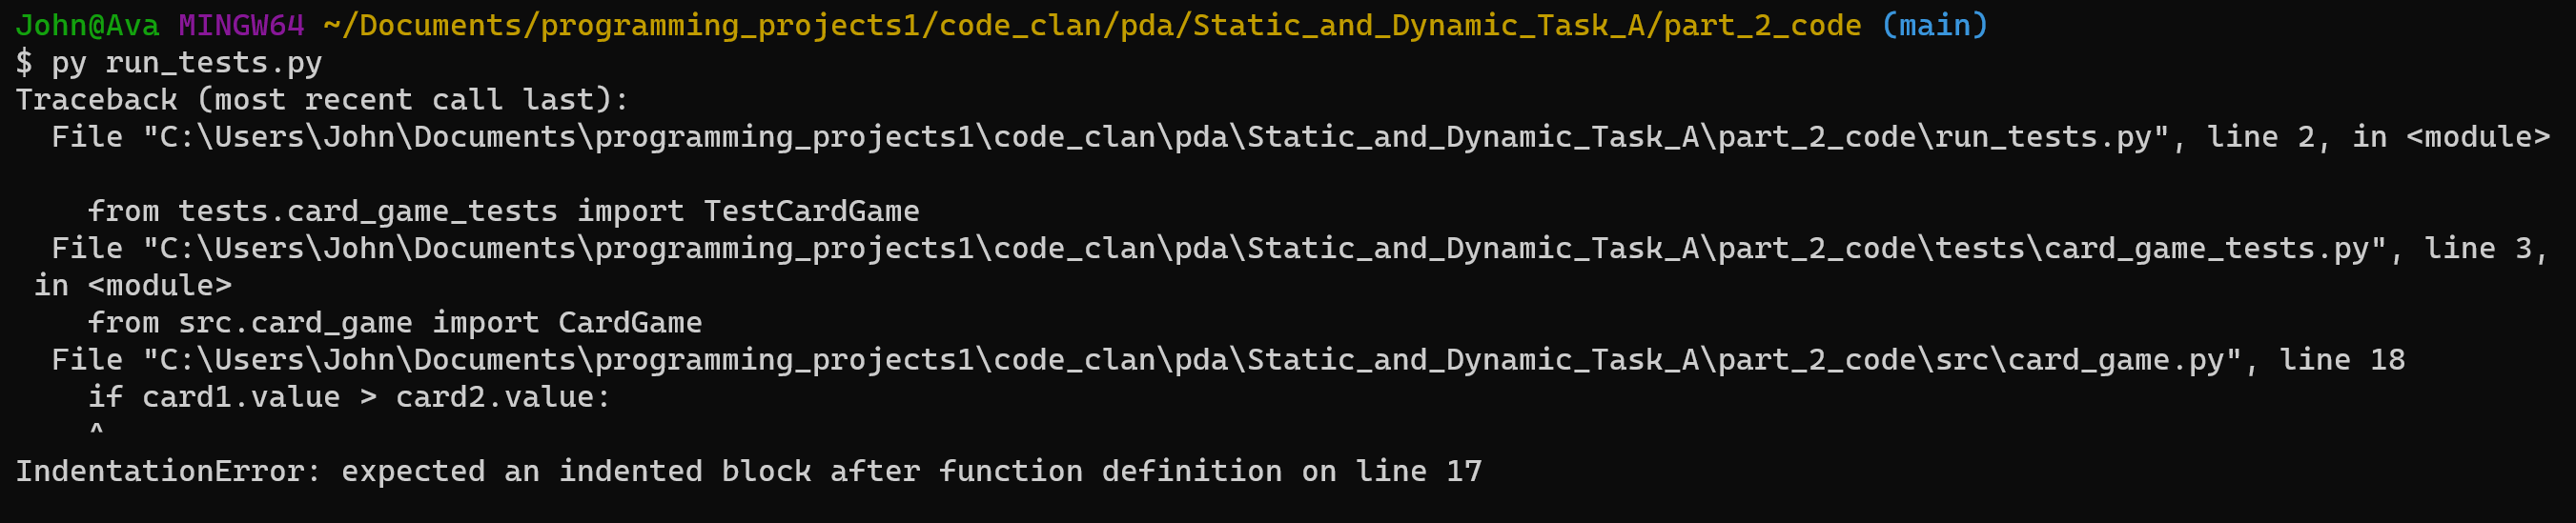 John@Ava MINGW64 ~/Documents/programming_projects1/code_clan/pda/Static_and_Dynamic_Task_A/part_2_code (main)
$ py run_tests.py
Traceback (most recent call last):
  File "C:\Users\John\Documents\programming_projects1\code_clan\pda\Static_and_Dynamic_Task_A\part_2_code\run_tests.py", line 2, in <module>
    from tests.card_game_tests import TestCardGame
  File "C:\Users\John\Documents\programming_projects1\code_clan\pda\Static_and_Dynamic_Task_A\part_2_code\tests\card_game_tests.py", line 3,
 in <module>
    from src.card_game import CardGame
  File "C:\Users\John\Documents\programming_projects1\code_clan\pda\Static_and_Dynamic_Task_A\part_2_code\src\card_game.py", line 18
    if card1.value > card2.value:
    ^
IndentationError: expected an indented block after function definition on line 17